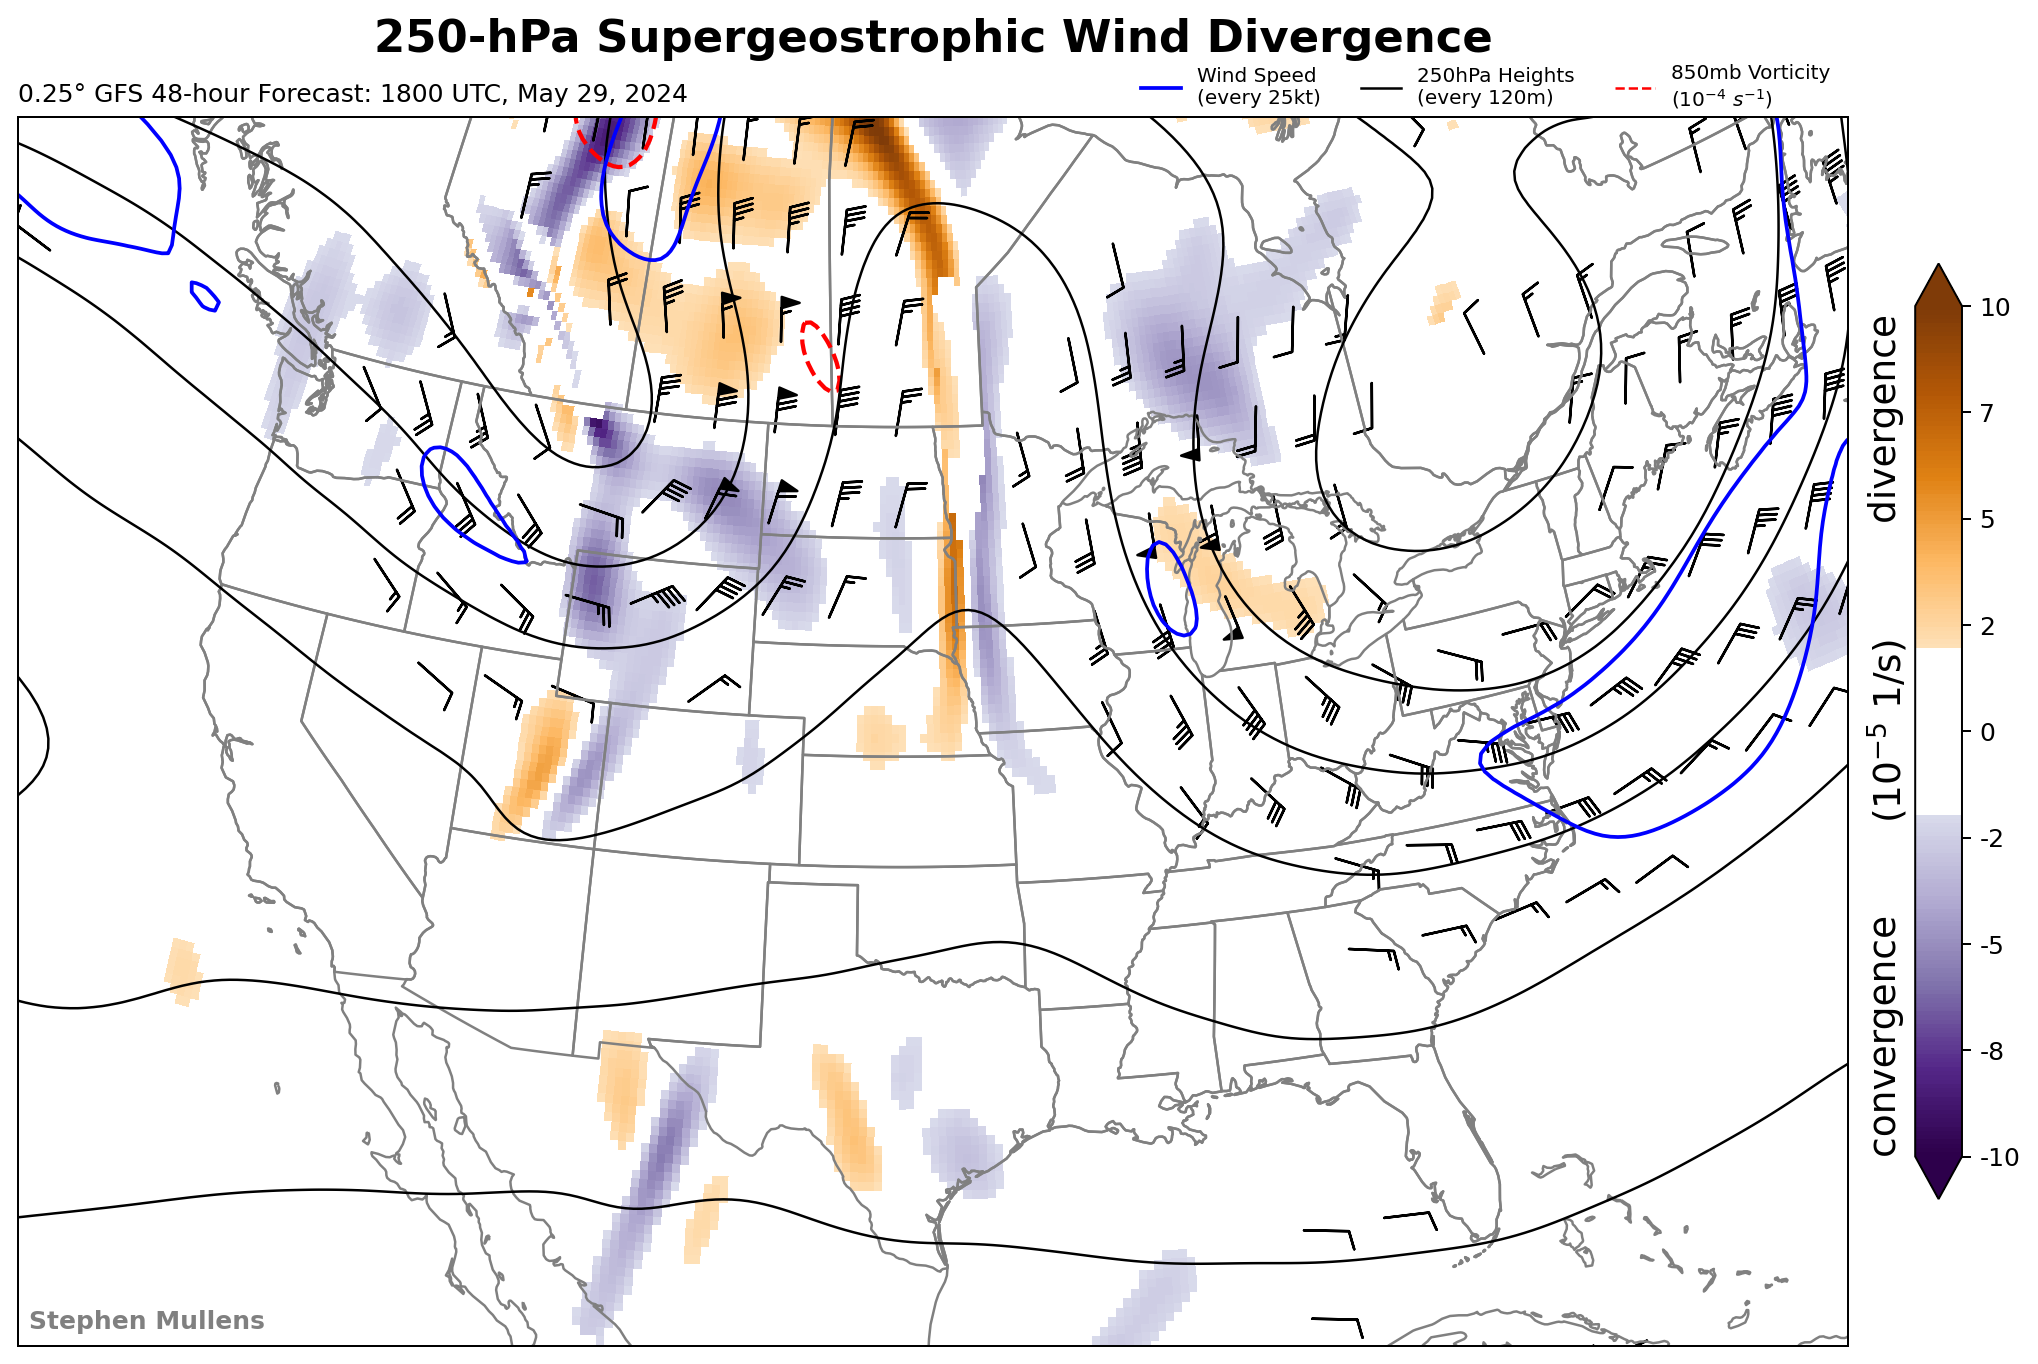 250-hPa Supergeostrophic Wind Divergence
0.25° GFS 48-hour Forecast: 1800 UTC, May 29, 2024
Wind Speed
(every 25kt)
250hPa Heights
(every 120m)
850mb Vorticity
(10⁻⁴ s⁻¹)
10
7
5
2
0
-2
-5
-8
-10
convergence (10⁻⁵ 1/s) divergence
Stephen Mullens